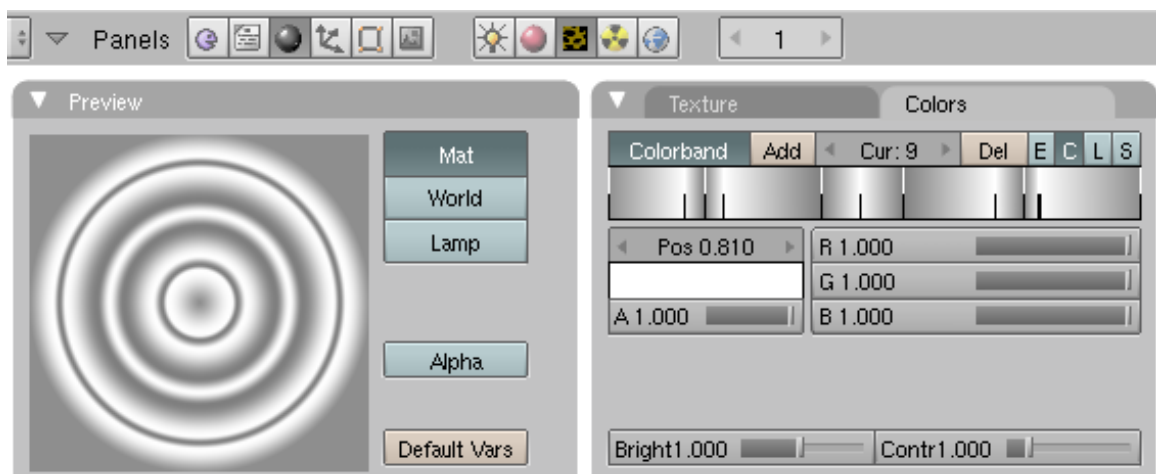 Panels 1
Preview
Texture Colors
Mat
World
Lamp
Alpha
Default Vars
Colorband Add Cur: 9 Del E C L S
Pos 0.810
R 1.000
G 1.000
A 1.000
B 1.000
Bright1.000 Contr1.000